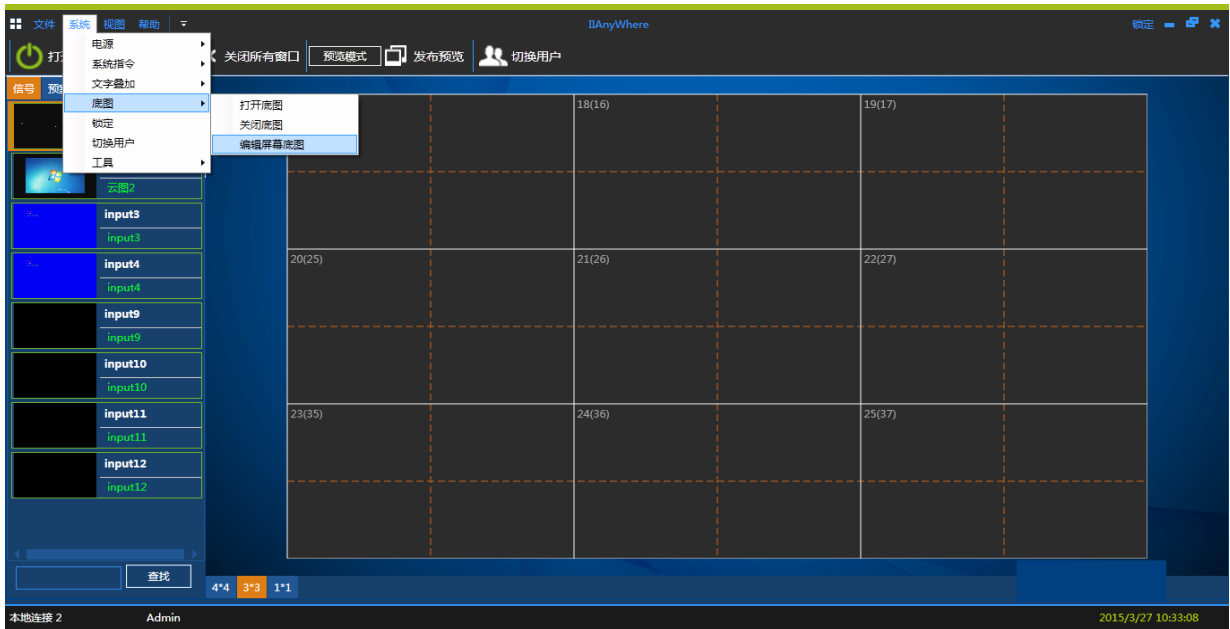 文件 系统 视图 帮助 IIAnyWhere 锁定
关闭所有窗口 预览模式 发布预览 切换用户
电源
系统指令
文字叠加
底图
锁定
切换用户
工具
打开底图
关闭底图
编辑屏幕底图
信号
云图2
input3
input3
input4
input4
input9
input9
input10
input10
input11
input11
input12
input12
查找
18(16) 19(17)
20(25) 21(26) 22(27)
23(35) 24(36) 25(37)
4*4 3*3 1*1
本地连接 2 Admin 2015/3/27 10:33:08